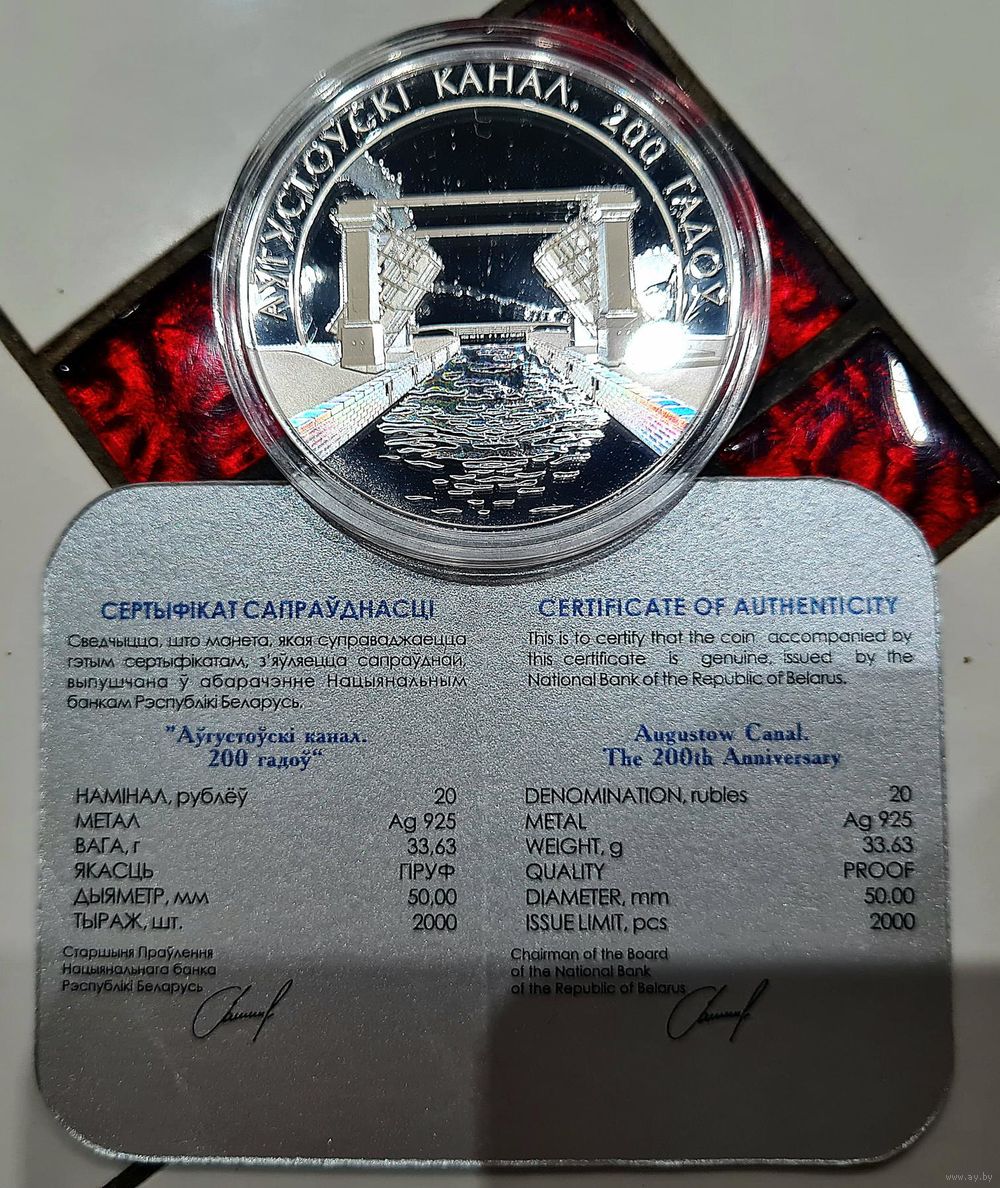 АЎГУСТОЎСКІ КАНАЛ. 200 ГАДОЎ
СЕРТЫФІКАТ САПРАЎДНАСЦІ
Сведчыцца, што манета, якая суправаджаецца
гэтым сертыфікатам, з'яўляецца сапраўднай,
выпушчана ў абарачэнне Нацыянальным
банкам Рэспублікі Беларусь.
"Аўгустоўскі канал.
200 гадоў“
НАМІНАЛ, рублёў 20
МЕТАЛ Ag 925
ВАГА, г 33,63
ЯКАСЦЬ ПРУФ
ДЫЯМЕТР, мм 50,00
ТЫРАЖ, шт. 2000
Старшыня Праўлення
Нацыянальнага банка
Рэспублікі Беларусь
CERTIFICATE OF AUTHENTICITY
This is to certify that the coin accompanied by
this certificate is genuine, issued by the
National Bank of the Republic of Belarus.
Augustow Canal.
The 200th Anniversary
DENOMINATION, rubles 20
METAL Ag 925
WEIGHT, g 33.63
QUALITY PROOF
DIAMETER, mm 50.00
ISSUE LIMIT, pcs 2000
Chairman of the Board
of the National Bank
of the Republic of Belarus
www.ay.by